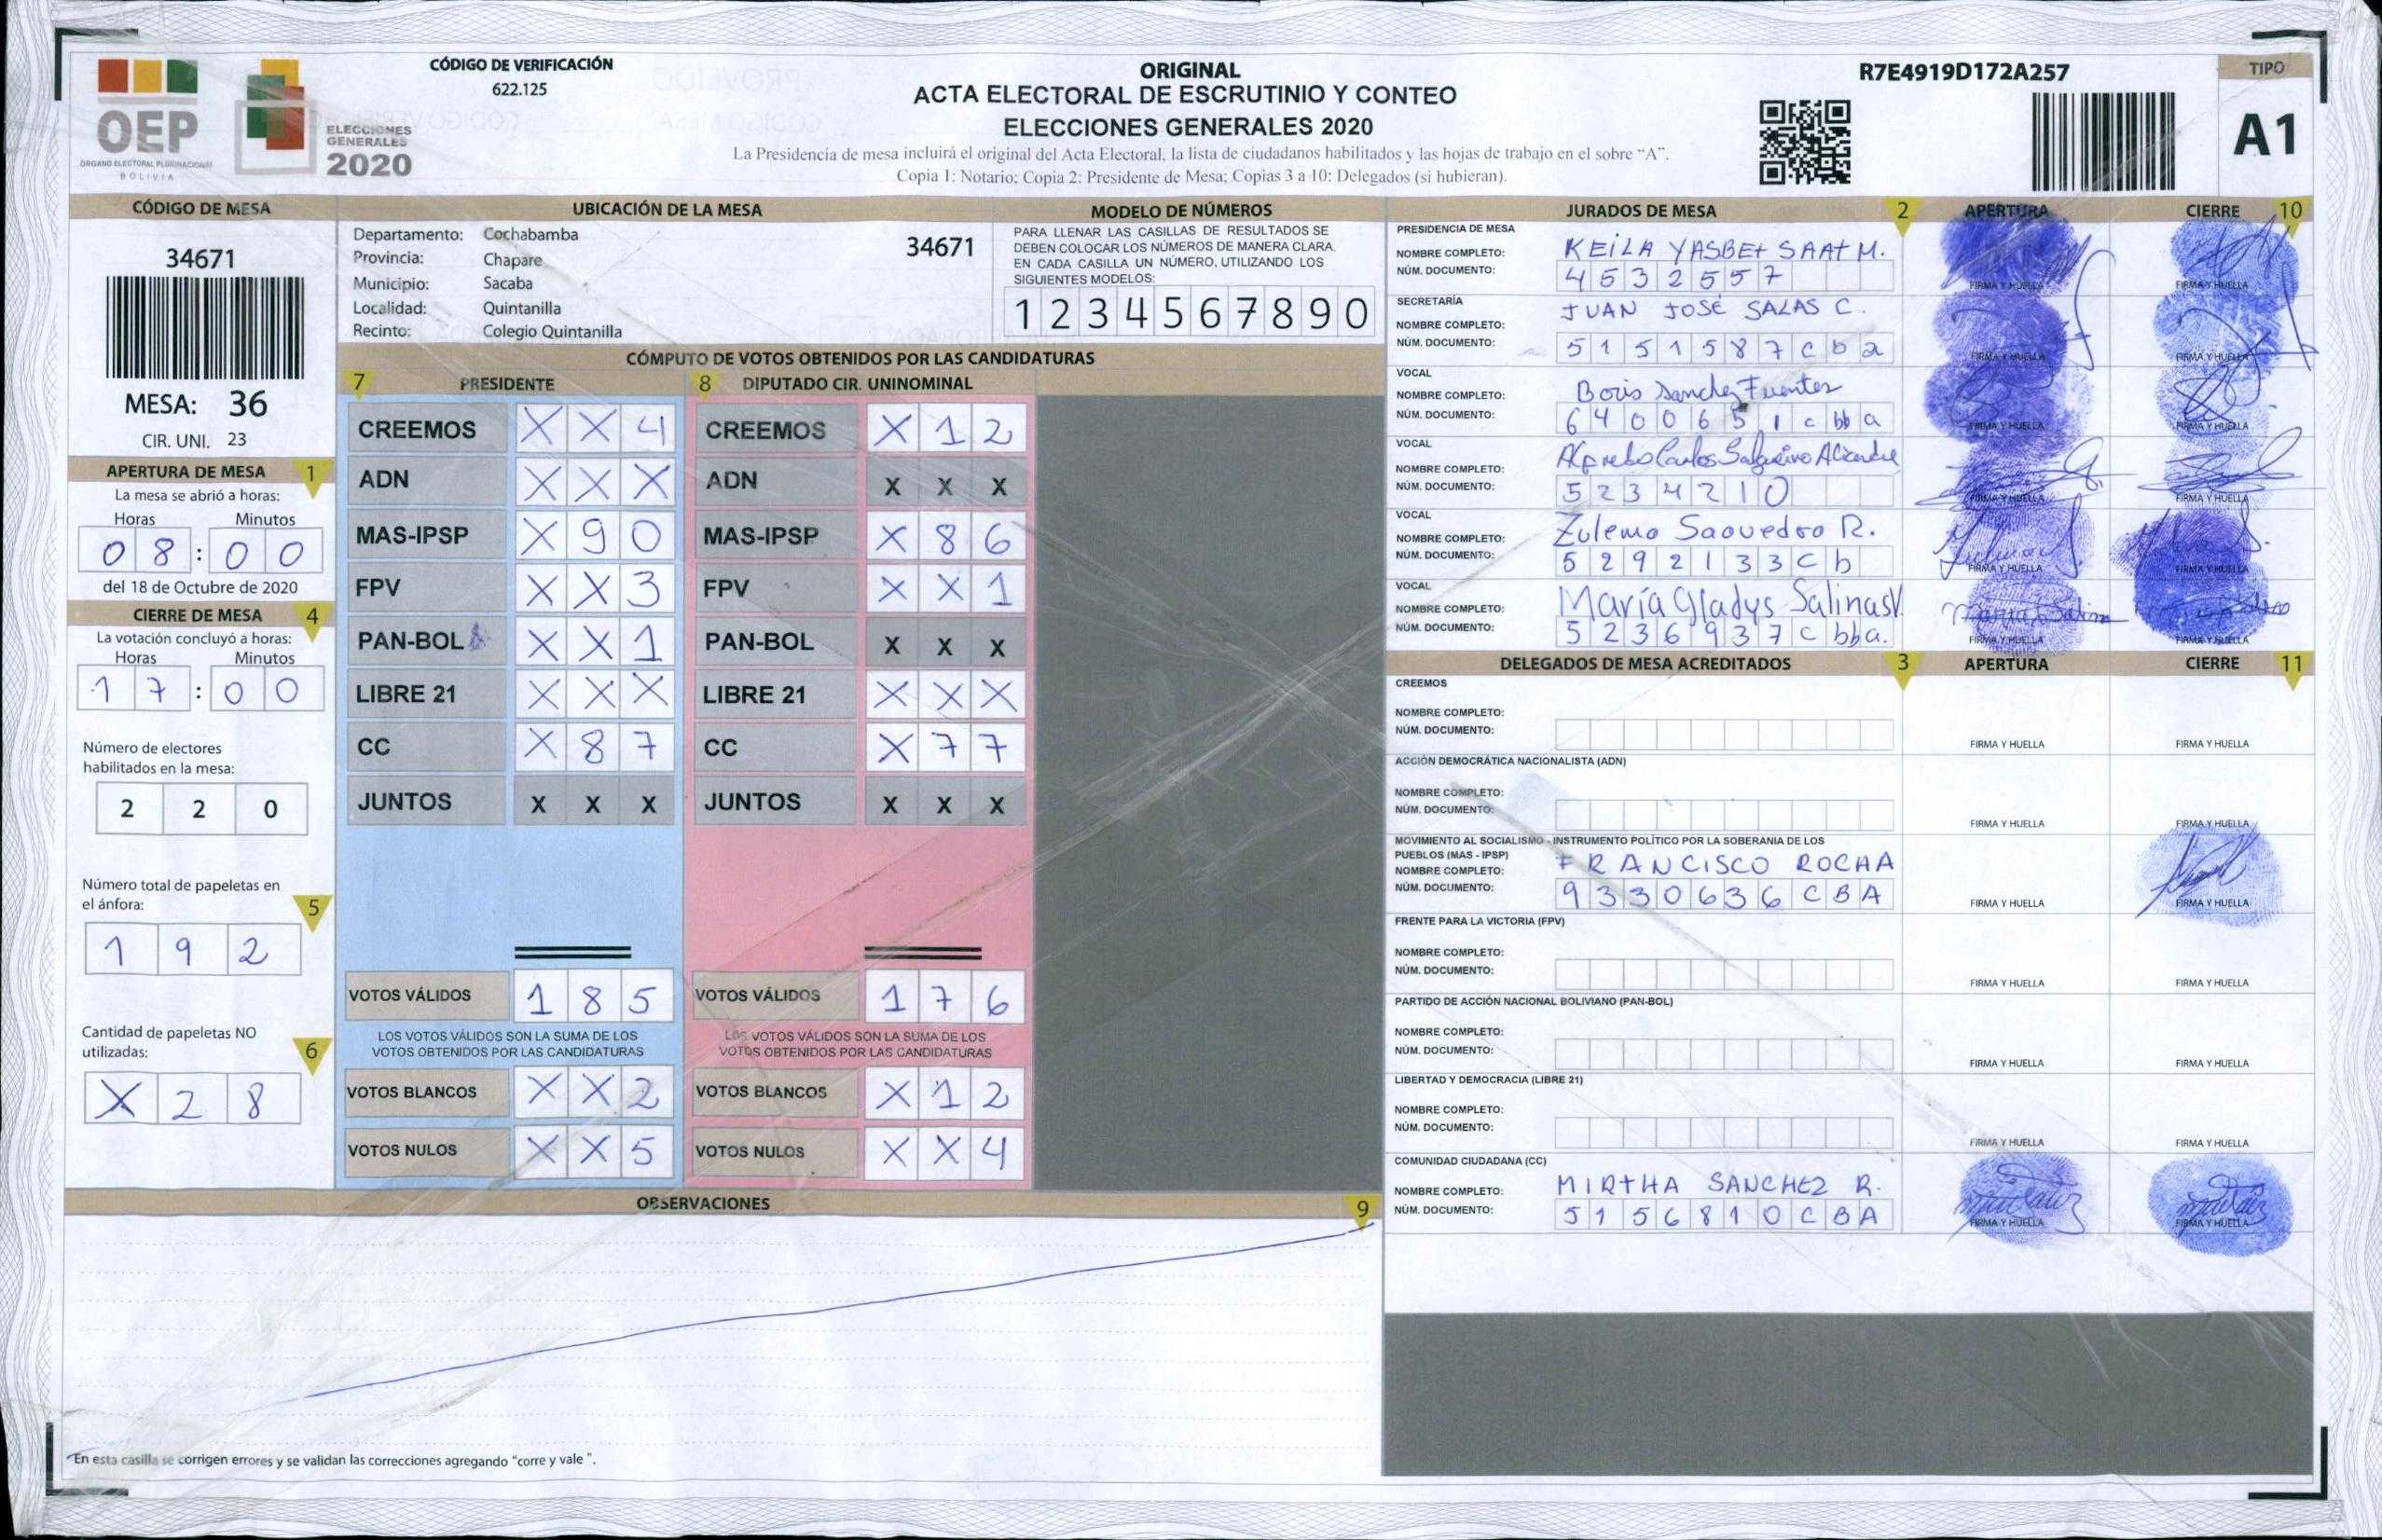 CÓDIGO DE VERIFICACIÓN
622.125
OEP
ÓRGANO ELECTORAL PLURINACIONAL
BOLIVIA
ELECCIONES
GENERALES
2020
ORIGINAL
ACTA ELECTORAL DE ESCRUTINIO Y CONTEO
ELECCIONES GENERALES 2020
La Presidencia de mesa incluirá el original del Acta Electoral, la lista de ciudadanos habilitados y las hojas de trabajo en el sobre “A”.
Copia 1: Notario; Copia 2: Presidente de Mesa; Copias 3 a 10: Delegados (si hubieran).
R7E4919D172A257
TIPO
A1
CÓDIGO DE MESA
34671
MESA: 36
CIR. UNI. 23
APERTURA DE MESA 1
La mesa se abrió a horas:
Horas Minutos
0 8 : 0 0
del 18 de Octubre de 2020
CIERRE DE MESA 4
La votación concluyó a horas:
Horas Minutos
1 7 : 0 0
Número de electores
habilitados en la mesa:
2 2 0
Número total de papeletas en
el ánfora: 5
1 9 2
Cantidad de papeletas NO
utilizadas: 6
X 2 8
UBICACIÓN DE LA MESA
Departamento: Cochabamba
34671
Provincia: Chapare
Municipio: Sacaba
Localidad: Quintanilla
Recinto: Colegio Quintanilla
MODELO DE NÚMEROS
PARA LLENAR LAS CASILLAS DE RESULTADOS SE
DEBEN COLOCAR LOS NÚMEROS DE MANERA CLARA.
EN CADA CASILLA UN NÚMERO, UTILIZANDO LOS
SIGUIENTES MODELOS:
1 2 3 4 5 6 7 8 9 0
CÓMPUTO DE VOTOS OBTENIDOS POR LAS CANDIDATURAS
7 PRESIDENTE 8 DIPUTADO CIR. UNINOMINAL
CREEMOS X X 4 CREEMOS X 1 2
ADN X X X ADN X X X
MAS-IPSP X 9 0 MAS-IPSP X 8 6
FPV X X 3 FPV X X 1
PAN-BOL X X 1 PAN-BOL X X X
LIBRE 21 X X X LIBRE 21 X X X
CC X 8 7 CC X 7 7
JUNTOS X X X JUNTOS X X X
VOTOS VÁLIDOS 1 8 5 VOTOS VÁLIDOS 1 7 6
LOS VOTOS VÁLIDOS SON LA SUMA DE LOS LOS VOTOS VÁLIDOS SON LA SUMA DE LOS
VOTOS OBTENIDOS POR LAS CANDIDATURAS VOTOS OBTENIDOS POR LAS CANDIDATURAS
VOTOS BLANCOS X X 2 VOTOS BLANCOS X 1 2
VOTOS NULOS X X 5 VOTOS NULOS X X 4
OBSERVACIONES 9
En esta casilla se corrigen errores y se validan las correcciones agregando “corre y vale”.
JURADOS DE MESA 2 APERTURA CIERRE 10
PRESIDENCIA DE MESA
NOMBRE COMPLETO: KEILA YASBET SAAT M.
NÚM. DOCUMENTO: 4532557 FIRMA Y HUELLA FIRMA Y HUELLA
SECRETARÍA
NOMBRE COMPLETO: JUAN JOSÉ SALAS C.
NÚM. DOCUMENTO: 5151587cba FIRMA Y HUELLA FIRMA Y HUELLA
VOCAL
NOMBRE COMPLETO: Boris Sanchez Fuentes
NÚM. DOCUMENTO: 6400651cbba FIRMA Y HUELLA FIRMA Y HUELLA
VOCAL
NOMBRE COMPLETO: Alfredo Carlos
NÚM. DOCUMENTO: 5234210 FIRMA Y HUELLA FIRMA Y HUELLA
VOCAL
NOMBRE COMPLETO: Zulema Saavedra R.
NÚM. DOCUMENTO: 5292133cb FIRMA Y HUELLA FIRMA Y HUELLA
VOCAL
NOMBRE COMPLETO: María Gladys Salinas V.
NÚM. DOCUMENTO: 5236937cbba. FIRMA Y HUELLA FIRMA Y HUELLA
DELEGADOS DE MESA ACREDITADOS 3 APERTURA CIERRE 11
CREEMOS
NOMBRE COMPLETO:
NÚM. DOCUMENTO: FIRMA Y HUELLA FIRMA Y HUELLA
ACCIÓN DEMOCRÁTICA NACIONALISTA (ADN)
NOMBRE COMPLETO:
NÚM. DOCUMENTO: FIRMA Y HUELLA FIRMA Y HUELLA
MOVIMIENTO AL SOCIALISMO - INSTRUMENTO POLÍTICO POR LA SOBERANIA DE LOS
PUEBLOS (MAS - IPSP)
NOMBRE COMPLETO: FRANCISCO ROCHA
NÚM. DOCUMENTO: 9330636CBA FIRMA Y HUELLA FIRMA Y HUELLA
FRENTE PARA LA VICTORIA (FPV)
NOMBRE COMPLETO:
NÚM. DOCUMENTO: FIRMA Y HUELLA FIRMA Y HUELLA
PARTIDO DE ACCIÓN NACIONAL BOLIVIANO (PAN-BOL)
NOMBRE COMPLETO:
NÚM. DOCUMENTO: FIRMA Y HUELLA FIRMA Y HUELLA
LIBERTAD Y DEMOCRACIA (LIBRE 21)
NOMBRE COMPLETO:
NÚM. DOCUMENTO: FIRMA Y HUELLA FIRMA Y HUELLA
COMUNIDAD CIUDADANA (CC)
NOMBRE COMPLETO: MIRTHA SANCHEZ R.
NÚM. DOCUMENTO: 5156810CBA FIRMA Y HUELLA FIRMA Y HUELLA